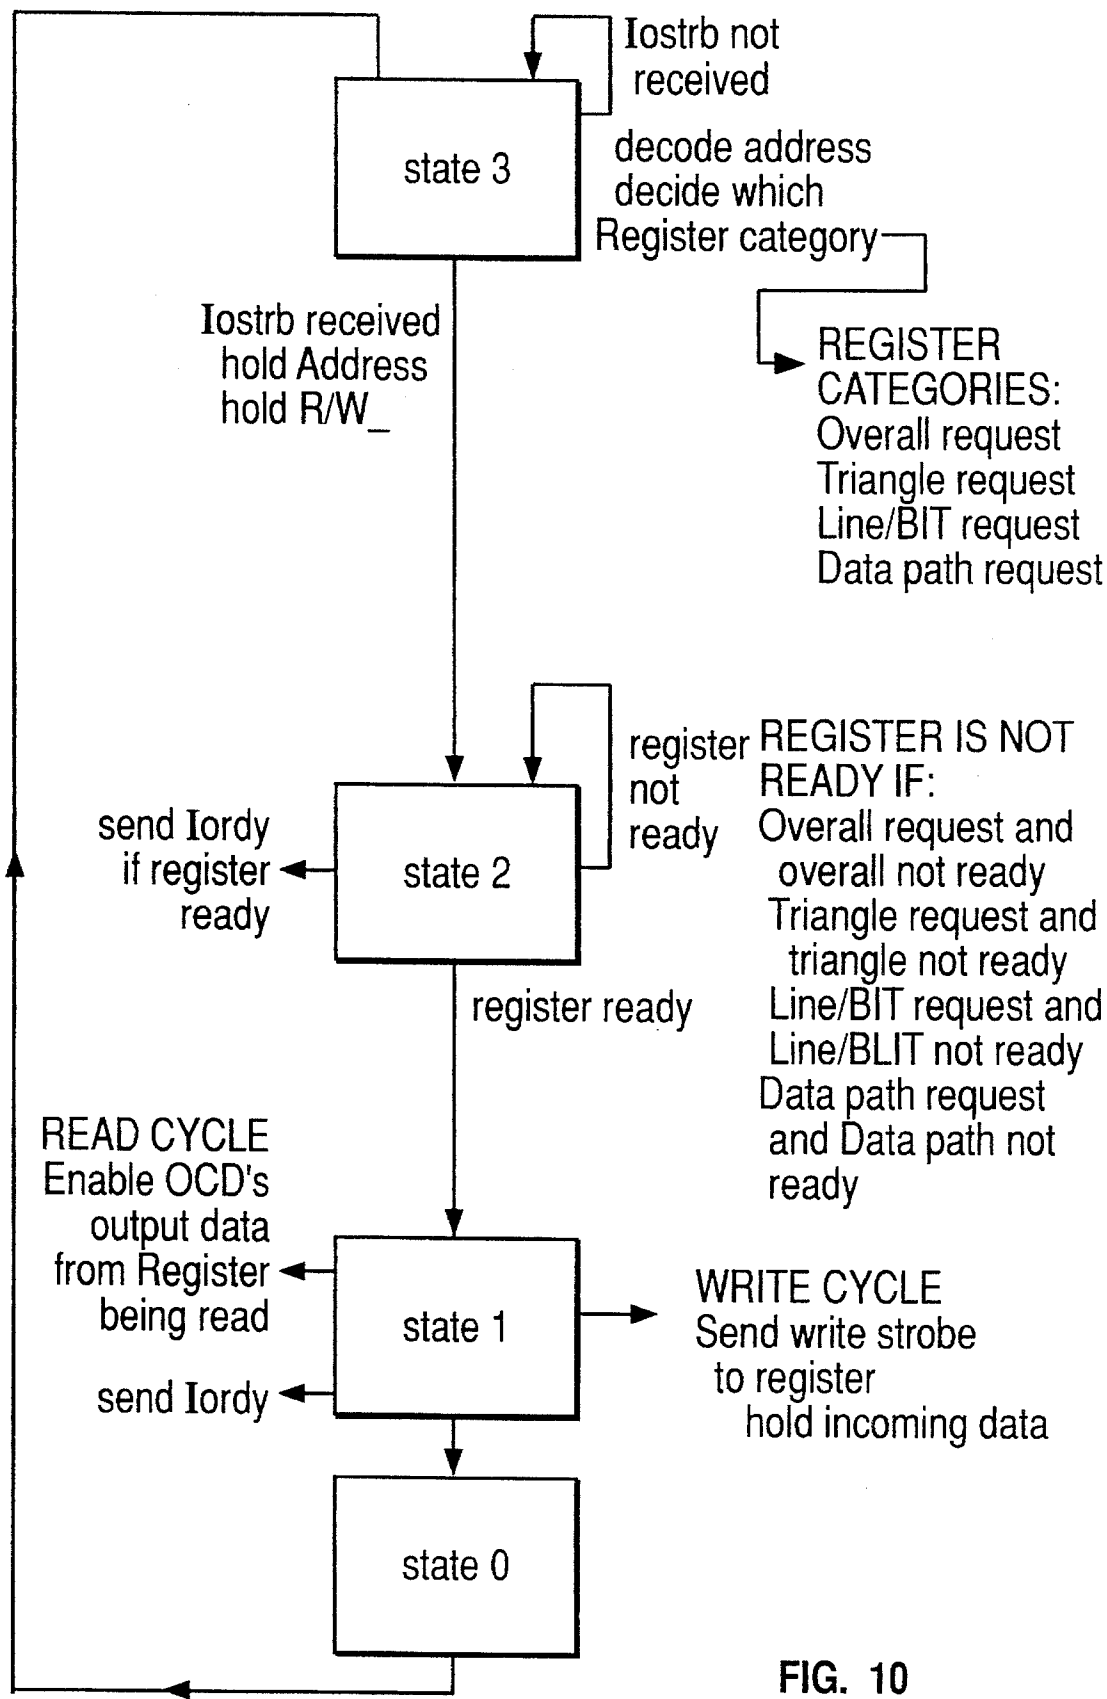 Iostrb not
received
state 3
decode address
decide which
Register category
Iostrb received
hold Address
hold R/W_
REGISTER
CATEGORIES:
Overall request
Triangle request
Line/BIT request
Data path request
register
not
ready
REGISTER IS NOT
READY IF:
Overall request and
overall not ready
Triangle request and
triangle not ready
Line/BIT request and
Line/BLIT not ready
Data path request
and Data path not
ready
send Iordy
if register
ready
state 2
register ready
READ CYCLE
Enable OCD's
output data
from Register
being read
state 1
send Iordy
WRITE CYCLE
Send write strobe
to register
hold incoming data
state 0
FIG. 10